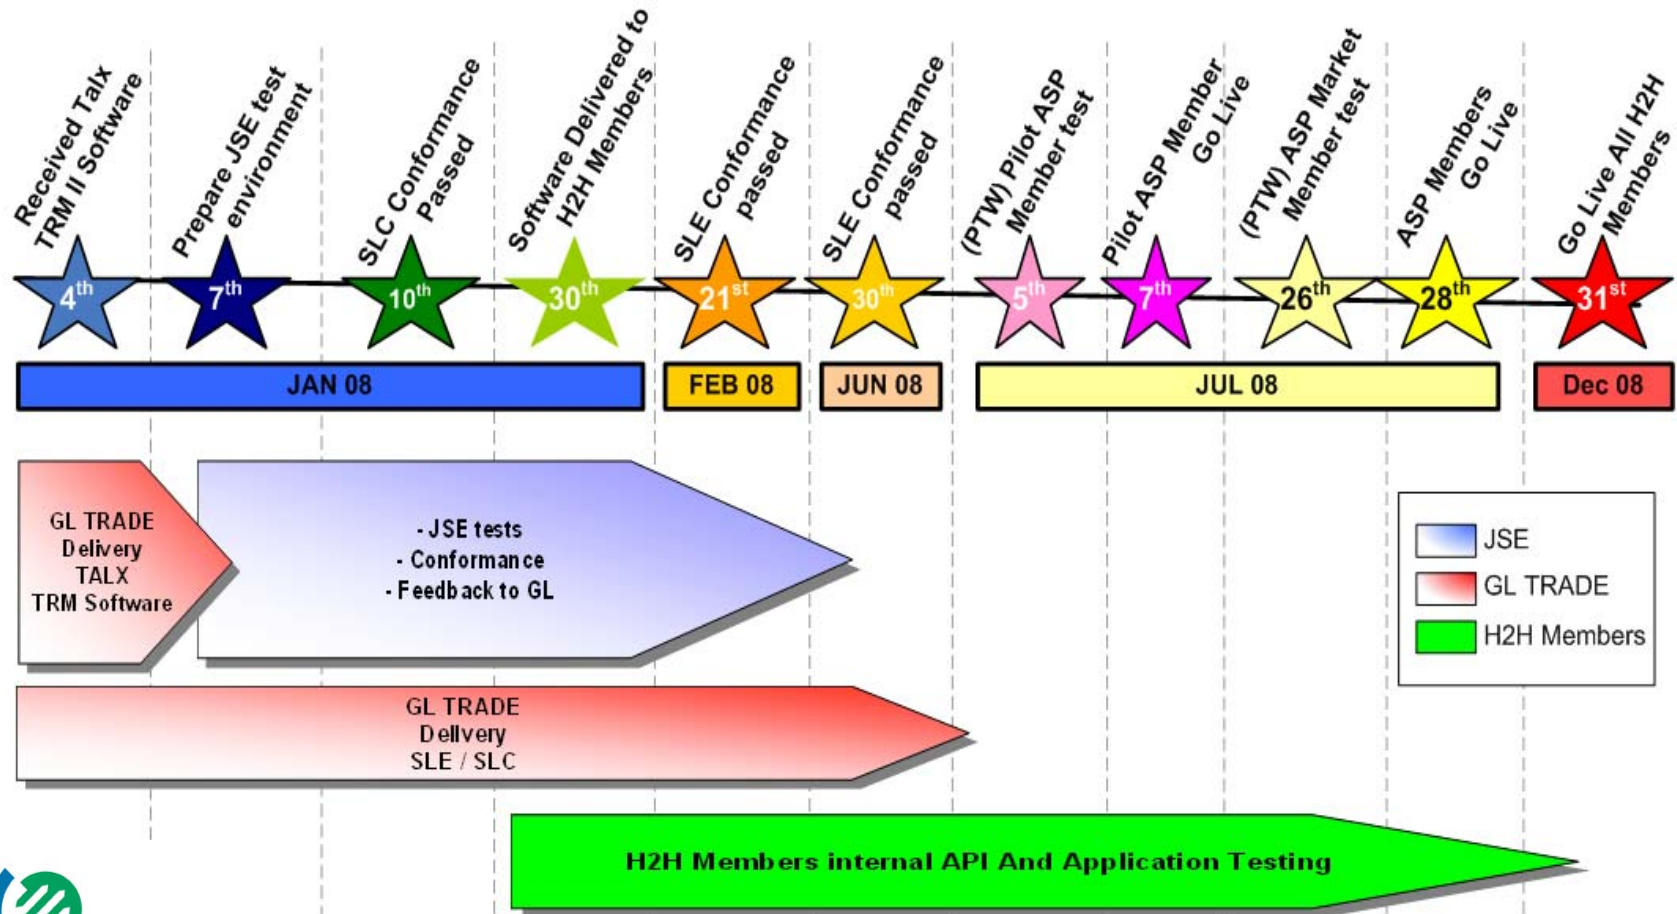 Received Talx
TRM II Software
Prepare JSE test
environment
SLC Conformance
Passed
Software Delivered to
H2H Members
SLE Conformance
passed
SLE Conformance
passed
(PTW) Pilot ASP
Member test
Pilot ASP Member
Go Live
(PTW) ASP Market
Member test
ASP Members
Go Live
Go Live All H2H
Members
4th
7th
10th
30th
21st
30th
5th
7th
26th
28th
31st
JAN 08
FEB 08
JUN 08
JUL 08
Dec 08
GL TRADE
Delivery
TALX
TRM Software
- JSE tests
- Conformance
- Feedback to GL
JSE
GL TRADE
H2H Members
GL TRADE
Delivery
SLE / SLC
H2H Members internal API And Application Testing